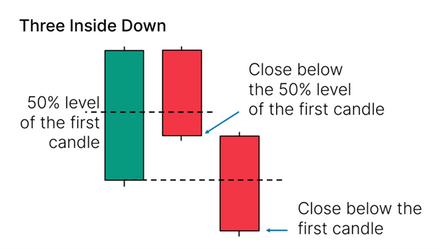 Three Inside Down
50% level
of the first
candle
Close below
the 50% level
of the first candle
Close below the
first candle